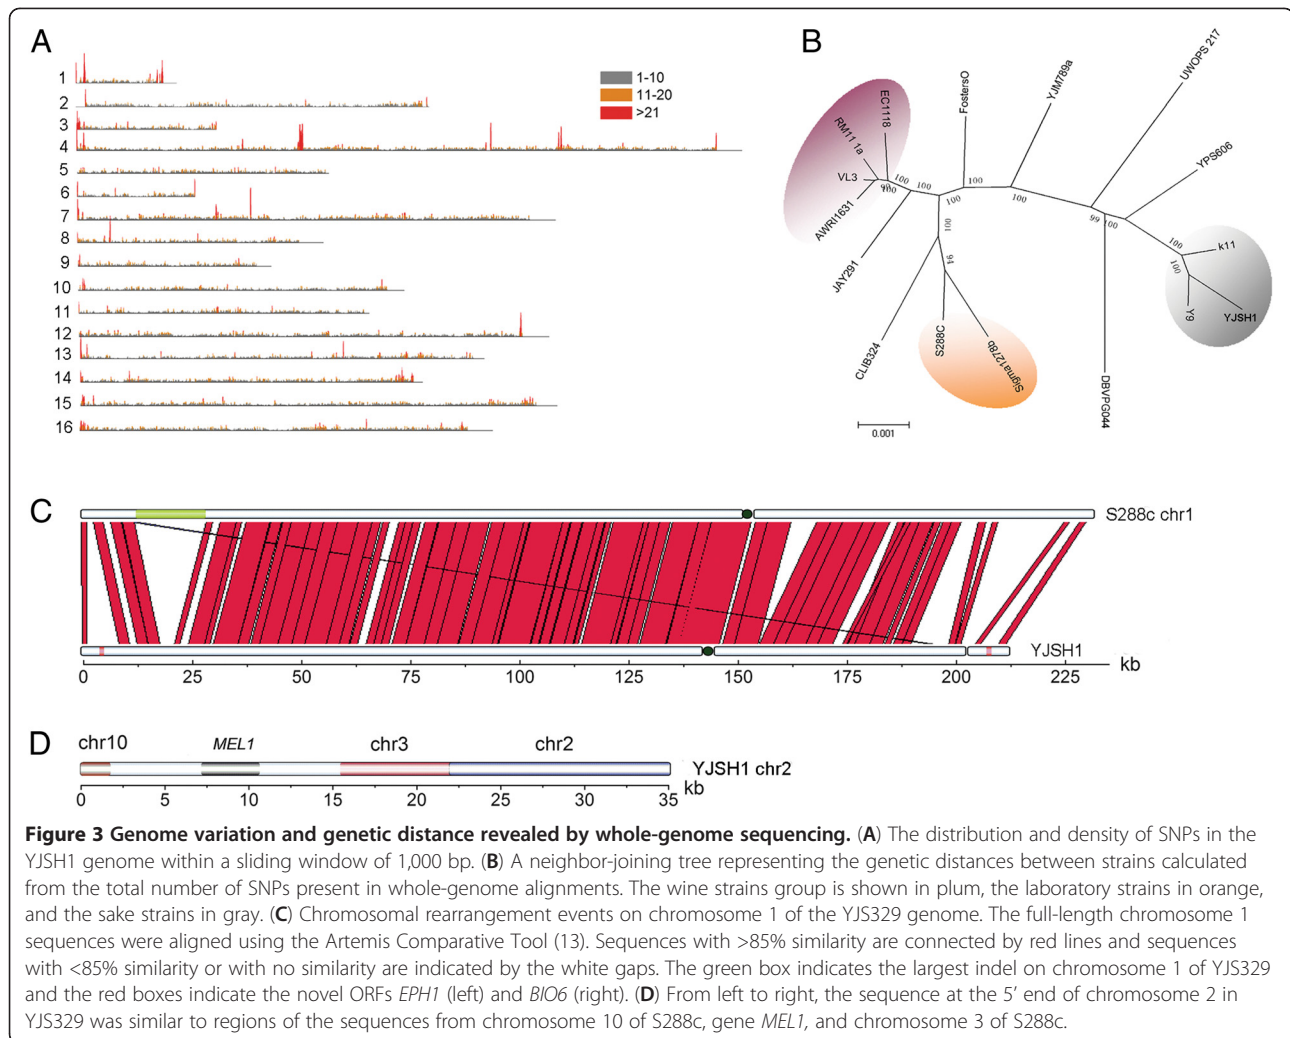 A
1
2
3
4
5
6
7
8
9
10
11
12
13
14
15
16
1-10
11-20
>21
B
EC1118
RM11 1a
VL3
AWRI1631
JAY291
FostersO
YJM789a
UWOPS 217
YPS606
k11
Y9
YJSH1
DBVPG044
CLIB324
S288C
Sigma1278b
100
100
100
100
100
100
100
94
99
100
100
100
0.001
C
S288c chr1
YJSH1
0 25 50 75 100 125 150 175 200 225 kb
D
chr10 MEL1 chr3 chr2
YJSH1 chr2
0 5 10 15 20 25 30 35 kb
Figure 3 Genome variation and genetic distance revealed by whole-genome sequencing. (A) The distribution and density of SNPs in the
YJSH1 genome within a sliding window of 1,000 bp. (B) A neighbor-joining tree representing the genetic distances between strains calculated
from the total number of SNPs present in whole-genome alignments. The wine strains group is shown in plum, the laboratory strains in orange,
and the sake strains in gray. (C) Chromosomal rearrangement events on chromosome 1 of the YJS329 genome. The full-length chromosome 1
sequences were aligned using the Artemis Comparative Tool (13). Sequences with >85% similarity are connected by red lines and sequences
with <85% similarity or with no similarity are indicated by the white gaps. The green box indicates the largest indel on chromosome 1 of YJS329
and the red boxes indicate the novel ORFs EPH1 (left) and BIO6 (right). (D) From left to right, the sequence at the 5' end of chromosome 2 in
YJS329 was similar to regions of the sequences from chromosome 10 of S288c, gene MEL1, and chromosome 3 of S288c.